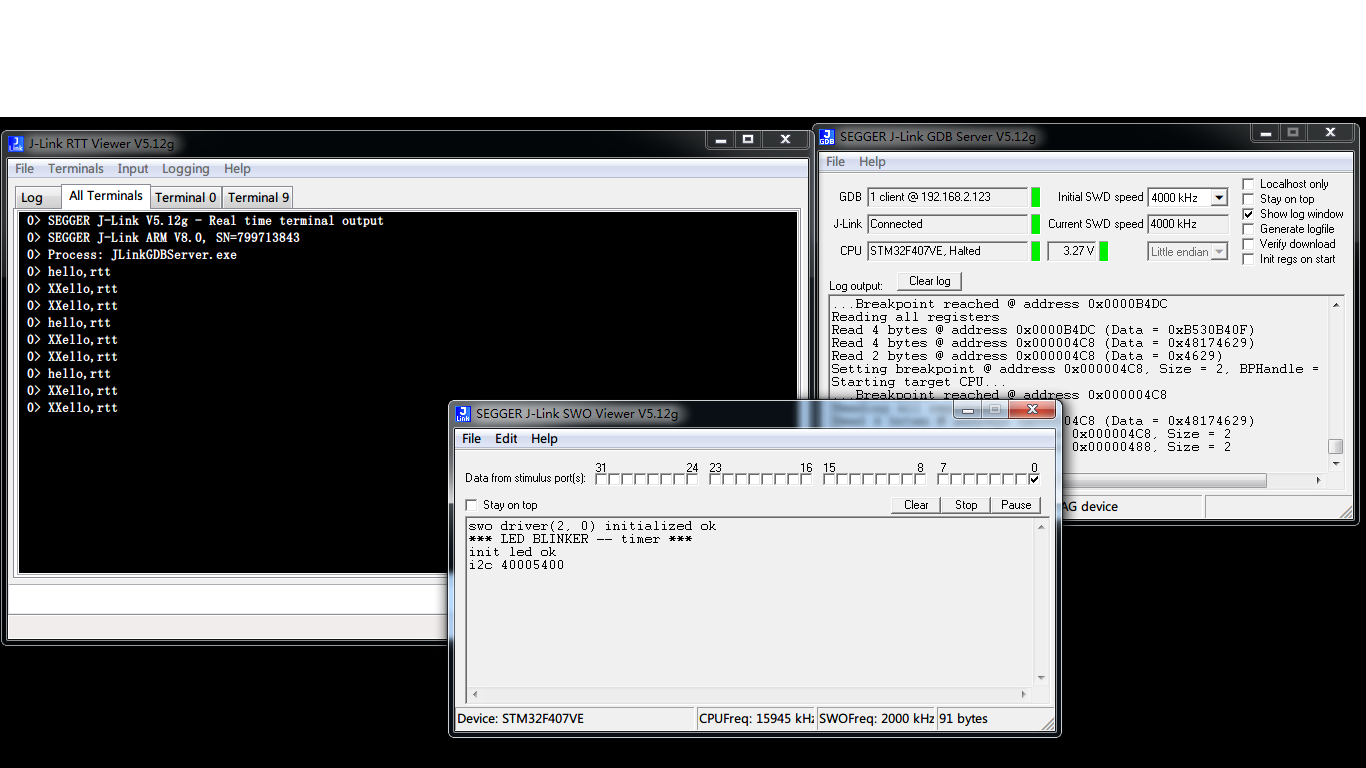 J-Link RTT Viewer V5.12g
File Terminals Input Logging Help
Log All Terminals Terminal 0 Terminal 9
0> SEGGER J-Link V5.12g - Real time terminal output
0> SEGGER J-Link ARM V8.0, SN=799713843
0> Process: JLinkGDBServer.exe
0> hello,rtt
0> XXello,rtt
0> XXello,rtt
0> hello,rtt
0> XXello,rtt
0> XXello,rtt
0> hello,rtt
0> XXello,rtt
0> XXello,rtt
SEGGER J-Link GDB Server V5.12g
File Help
GDB 1 client @ 192.168.2.123 Initial SWD speed 4000 kHz
J-Link Connected Current SWD speed 4000 kHz
CPU STM32F407VE, Halted 3.27 V Little endian
Localhost only
Stay on top
Show log window
Generate logfile
Verify download
Init regs on start
Log output: Clear log
...Breakpoint reached @ address 0x0000B4DC
Reading all registers
Read 4 bytes @ address 0x0000B4DC (Data = 0xB530B40F)
Read 4 bytes @ address 0x000004C8 (Data = 0x48174629)
Read 2 bytes @ address 0x000004C8 (Data = 0x4629)
Setting breakpoint @ address 0x000004C8, Size = 2, BPHandle =
Starting target CPU...
...Breakpoint reached @ address 0x000004C8
0x000004C8 (Data = 0x48174629)
0x000004C8, Size = 2
0x00000488, Size = 2
AG device
SEGGER J-Link SWO Viewer V5.12g
File Edit Help
31 24 23 16 15 8 7 0
Data from stimulus port(s):
Stay on top Clear Stop Pause
swo driver(2, 0) initialized ok
*** LED BLINKER -- timer ***
init led ok
i2c 40005400
Device: STM32F407VE CPUFreq: 15945 kHz SWOFreq: 2000 kHz 91 bytes